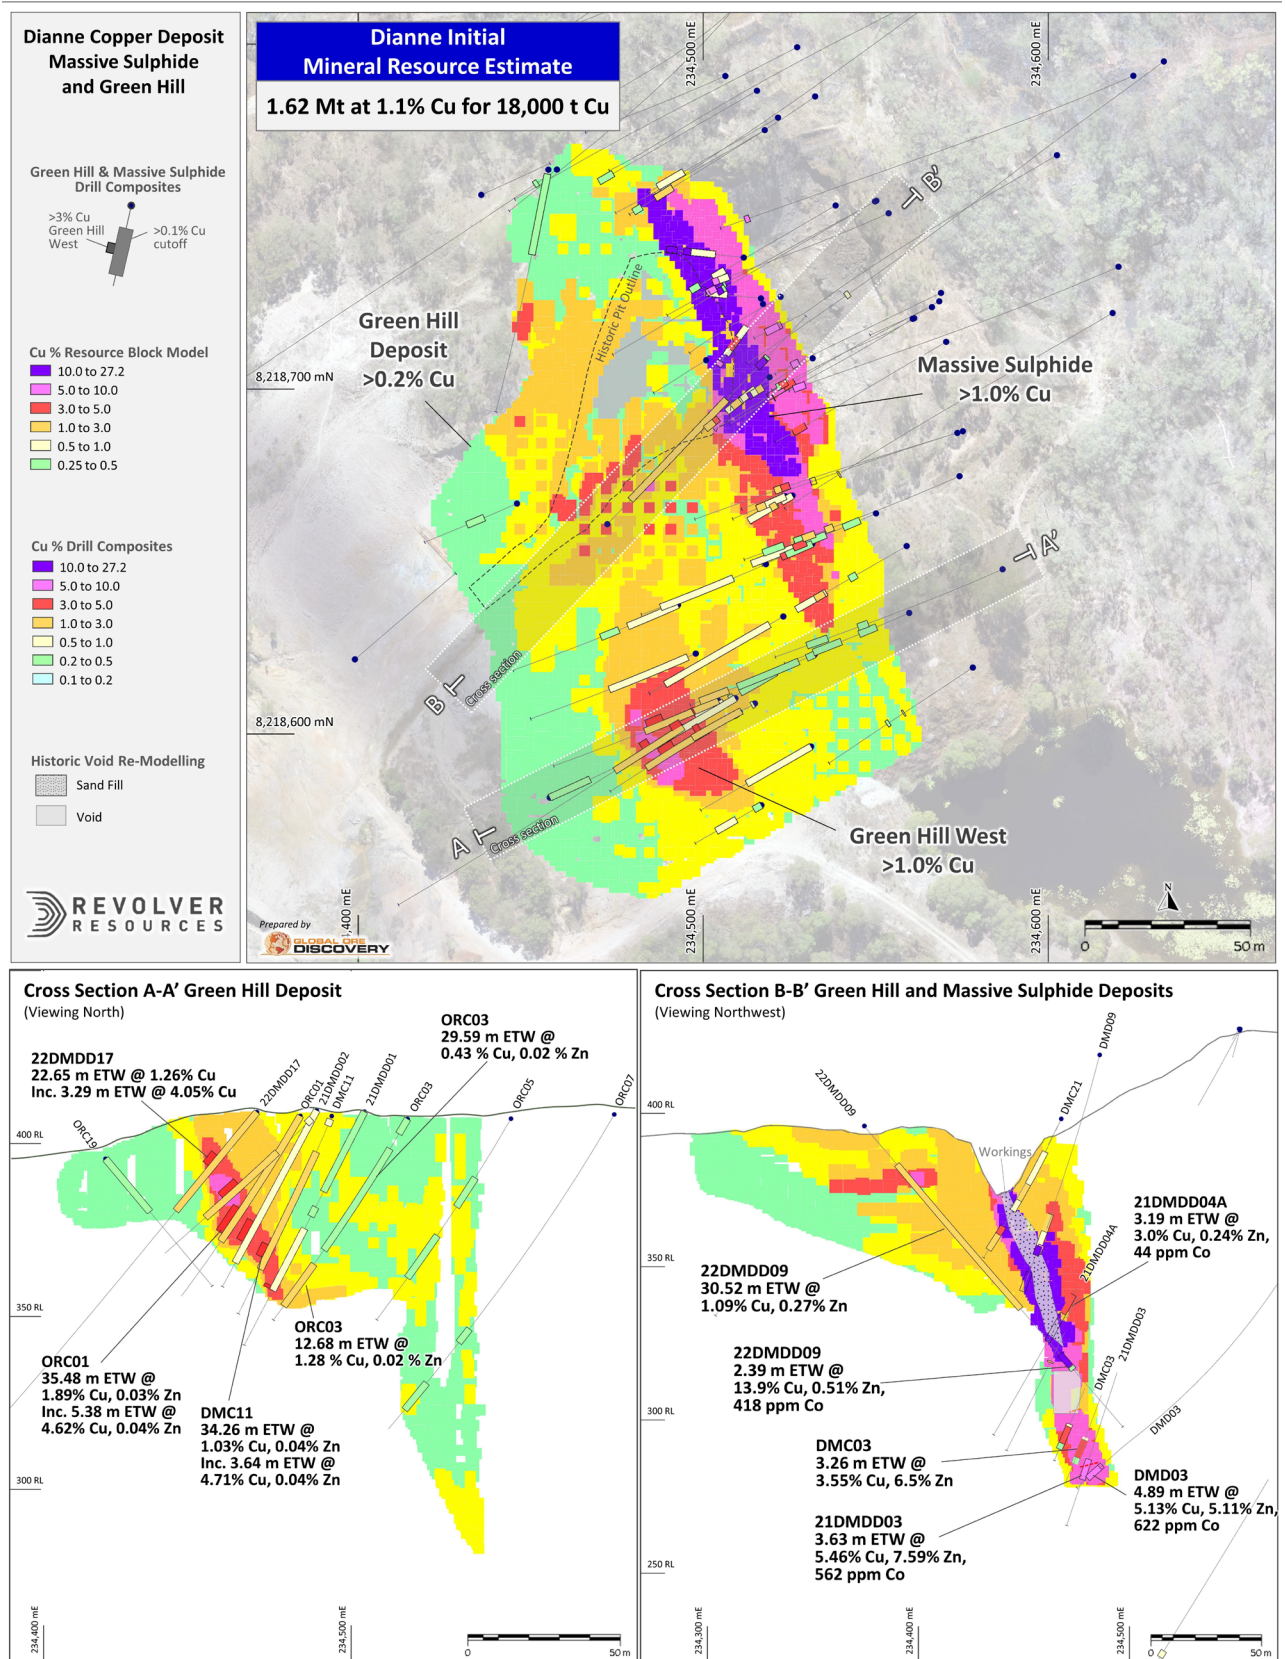 Dianne Copper Deposit
Massive Sulphide
and Green Hill
Green Hill & Massive Sulphide
Drill Composites
>3% Cu
Green Hill
West
>0.1% Cu
cutoff
Cu % Resource Block Model
10.0 to 27.2
5.0 to 10.0
3.0 to 5.0
1.0 to 3.0
0.5 to 1.0
0.25 to 0.5
Cu % Drill Composites
10.0 to 27.2
5.0 to 10.0
3.0 to 5.0
1.0 to 3.0
0.5 to 1.0
0.2 to 0.5
0.1 to 0.2
Historic Void Re-Modelling
Sand Fill
Void
REVOLVER
RESOURCES
Dianne Initial
Mineral Resource Estimate
1.62 Mt at 1.1% Cu for 18,000 t Cu
234,500 mE
234,600 mE
B'
Historic Pit Outline
Green Hill
Deposit
>0.2% Cu
8,218,700 mN
Massive Sulphide
>1.0% Cu
A'
B
Cross section
8,218,600 mN
A
Cross section
Green Hill West
>1.0% Cu
Prepared by
GLOBAL ORE
DISCOVERY
,400 mE
234,500 mE
234,600 mE
N
0
50 m
Cross Section A-A’ Green Hill Deposit
(Viewing North)
ORC03
29.59 m ETW @
0.43 % Cu, 0.02 % Zn
22DMDD17
22.65 m ETW @ 1.26% Cu
Inc. 3.29 m ETW @ 4.05% Cu
ORC19
22DMDD17
ORC01
21DMDD02
DMC11
21DMDD01
ORC03
ORC05
ORC07
400 RL
350 RL
300 RL
ORC03
12.68 m ETW @
1.28 % Cu, 0.02 % Zn
ORC01
35.48 m ETW @
1.89% Cu, 0.03% Zn
Inc. 5.38 m ETW @
4.62% Cu, 0.04% Zn
DMC11
34.26 m ETW @
1.03% Cu, 0.04% Zn
Inc. 3.64 m ETW @
4.71% Cu, 0.04% Zn
234,400 mE
234,500 mE
0
50 m
Cross Section B-B’ Green Hill and Massive Sulphide Deposits
(Viewing Northwest)
22DMDD09
DMC21
DMD09
400 RL
350 RL
300 RL
250 RL
Workings
21DMDD04A
21DMDD04A
3.19 m ETW @
3.0% Cu, 0.24% Zn,
44 ppm Co
22DMDD09
30.52 m ETW @
1.09% Cu, 0.27% Zn
22DMDD09
2.39 m ETW @
13.9% Cu, 0.51% Zn,
418 ppm Co
DMC03
21DMDD03
DMD03
DMC03
3.26 m ETW @
3.55% Cu, 6.5% Zn
21DMDD03
3.63 m ETW @
5.46% Cu, 7.59% Zn,
562 ppm Co
DMD03
4.89 m ETW @
5.13% Cu, 5.11% Zn,
622 ppm Co
234,300 mE
234,400 mE
234,500 mE
0
50 m